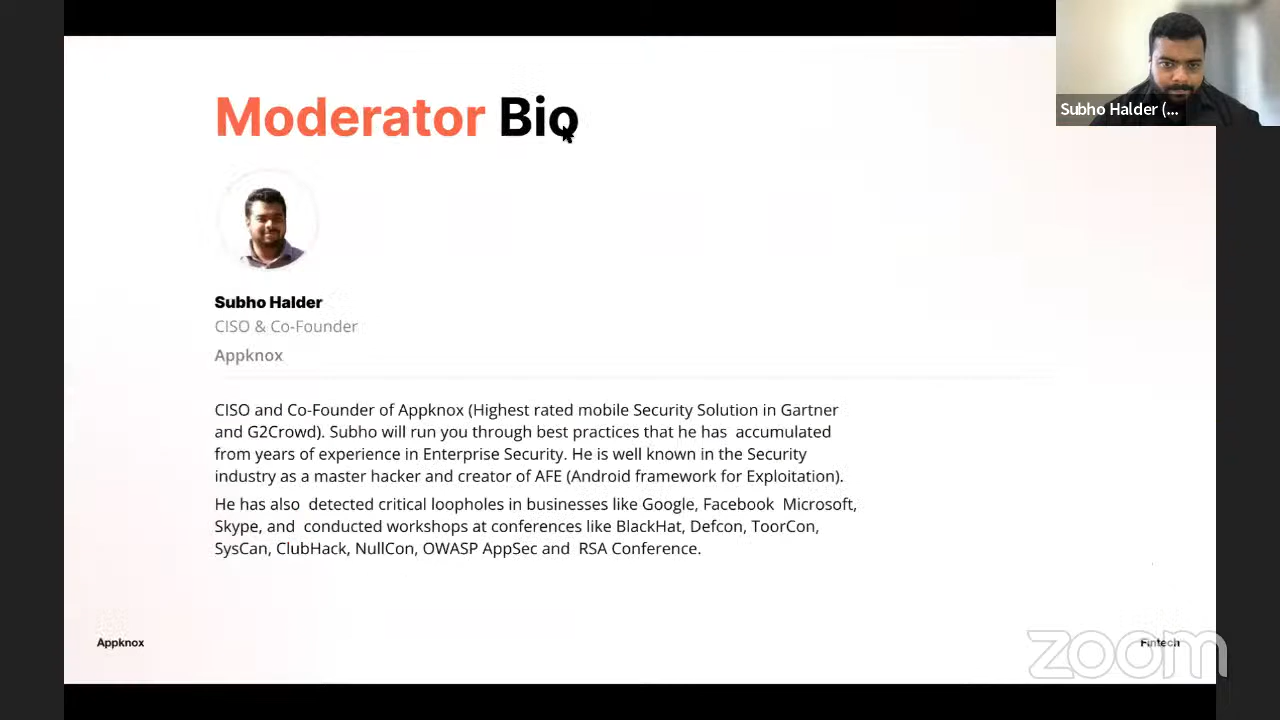 Moderator Bio
Subho Halder (...
Subho Halder
CISO & Co-Founder
Appknox
CISO and Co-Founder of Appknox (Highest rated mobile Security Solution in Gartner
and G2Crowd). Subho will run you through best practices that he has accumulated
from years of experience in Enterprise Security. He is well known in the Security
industry as a master hacker and creator of AFE (Android framework for Exploitation).
He has also detected critical loopholes in businesses like Google, Facebook Microsoft,
Skype, and conducted workshops at conferences like BlackHat, Defcon, ToorCon,
SysCan, ClubHack, NullCon, OWASP AppSec and RSA Conference.
Appknox
Fintech
zoom